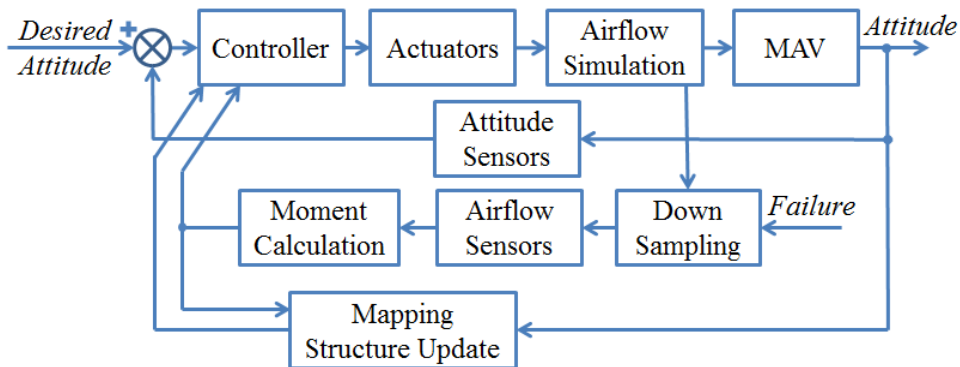 Desired
Attitude
+
Controller
Actuators
Airflow
Simulation
MAV
Attitude
Attitude
Sensors
Moment
Calculation
Airflow
Sensors
Down
Sampling
Failure
Mapping
Structure Update